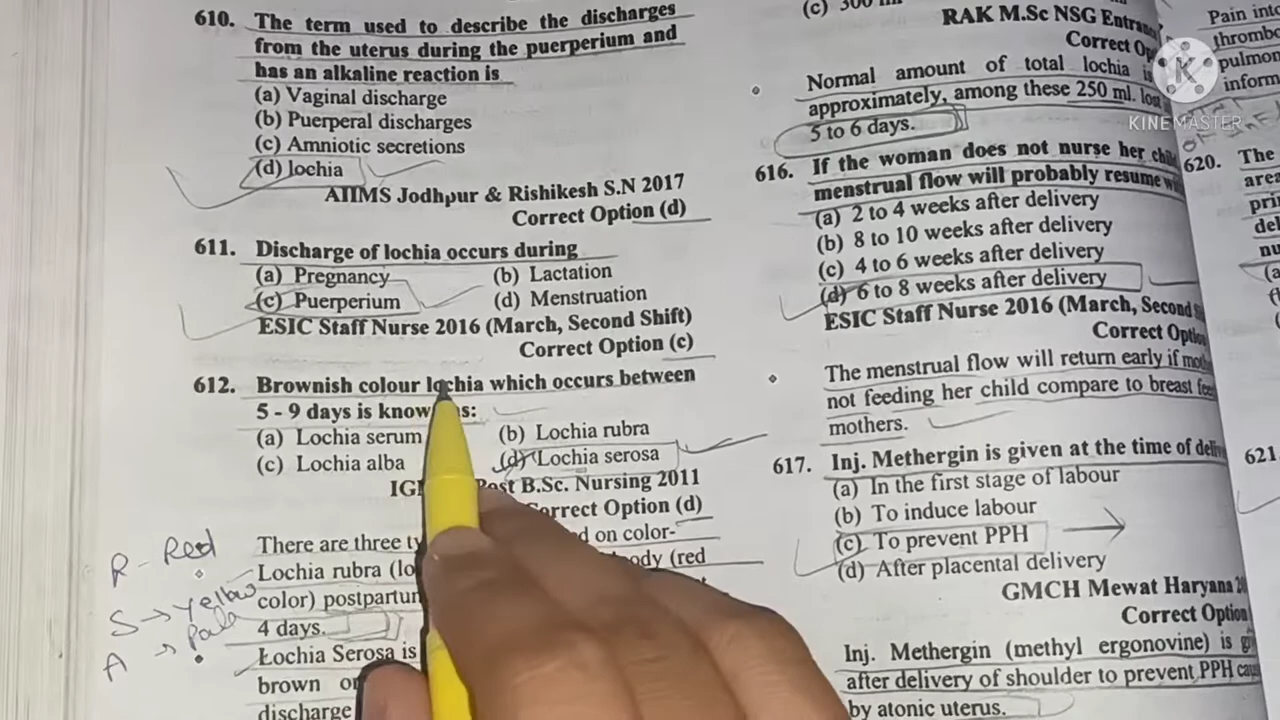 610. The term used to describe the discharges
from the uterus during the puerperium and
has an alkaline reaction is
(a) Vaginal discharge
(b) Puerperal discharges
(c) Amniotic secretions
(d) lochia
AIIMS Jodhpur & Rishikesh S.N 2017
Correct Option (d)
611. Discharge of lochia occurs during
(a) Pregnancy (b) Lactation
(c) Puerperium (d) Menstruation
ESIC Staff Nurse 2016 (March, Second Shift)
Correct Option (c)
612. Brownish colour lochia which occurs between
5 - 9 days is know s:
(a) Lochia serum (b) Lochia rubra
(c) Lochia alba (d) Lochia serosa
Post B.Sc. Nursing 2011
Correct Option (d)
There are three d on color-
Lochia rubra (red
color)
4 days.
Lochia Serosa is
brown
discharge
R - Red
S → yellow
A → Pale
(c) 300
RAK M.Sc NSG
Correct
Normal amount of total lochia
approximately, among these 250 ml. lost
5 to 6 days.
616. If the woman does not nurse her
menstrual flow will probably resume
(a) 2 to 4 weeks after delivery
(b) 8 to 10 weeks after delivery
(c) 4 to 6 weeks after delivery
(d) 6 to 8 weeks after delivery
ESIC Staff Nurse 2016 (March, Second
Correct
The menstrual flow will return early if
not feeding her child compare to breast
mothers.
617. Inj. Methergin is given at the time of
(a) In the first stage of labour
(b) To induce labour
(c) To prevent PPH
(d) After placental delivery
GMCH Mewat Haryana
Correct Option
Inj. Methergin (methyl ergonovine) is
after delivery of shoulder to prevent PPH
by atonic uterus.
Pain
620. The
621.
K
KINEMASTER